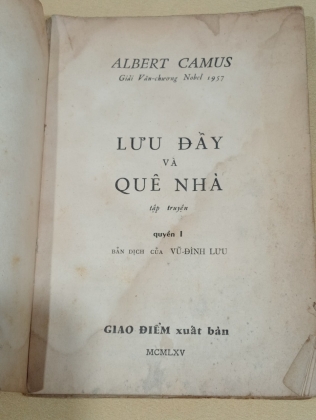 ALBERT CAMUS
Giải Văn-chương Nobel 1957
LƯU ĐẦY
VÀ
QUÊ NHÀ
tập truyện
quyển I
BẢN DỊCH CỦA VŨ-ĐÌNH LƯU
GIAO ĐIỂM xuất bản
MCMLXV